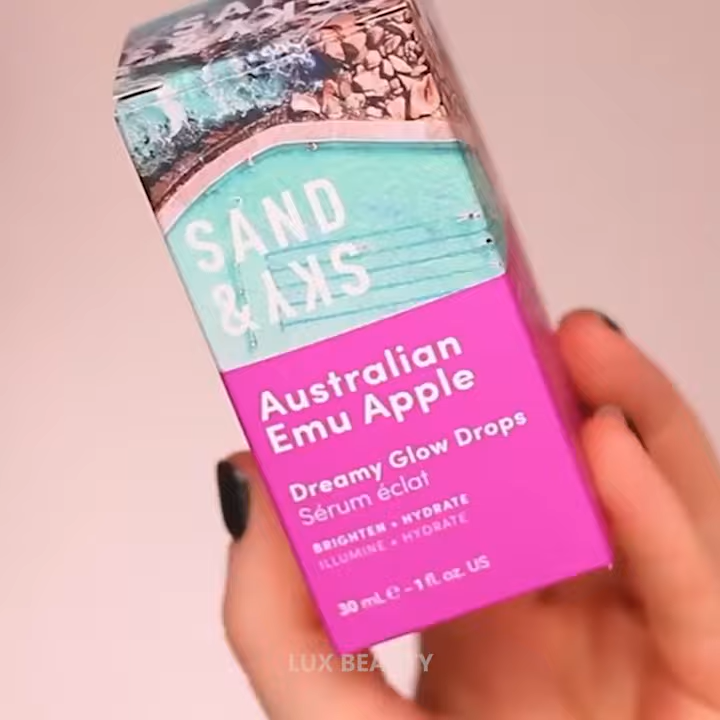 SAND
& SKY
Australian
Emu Apple
Dreamy Glow Drops
Sérum éclat
BRIGHTEN + HYDRATE
ILLUMINE + HYDRATE
30 mL ℮ – 1 fl. oz. US
LUX BEAUTY